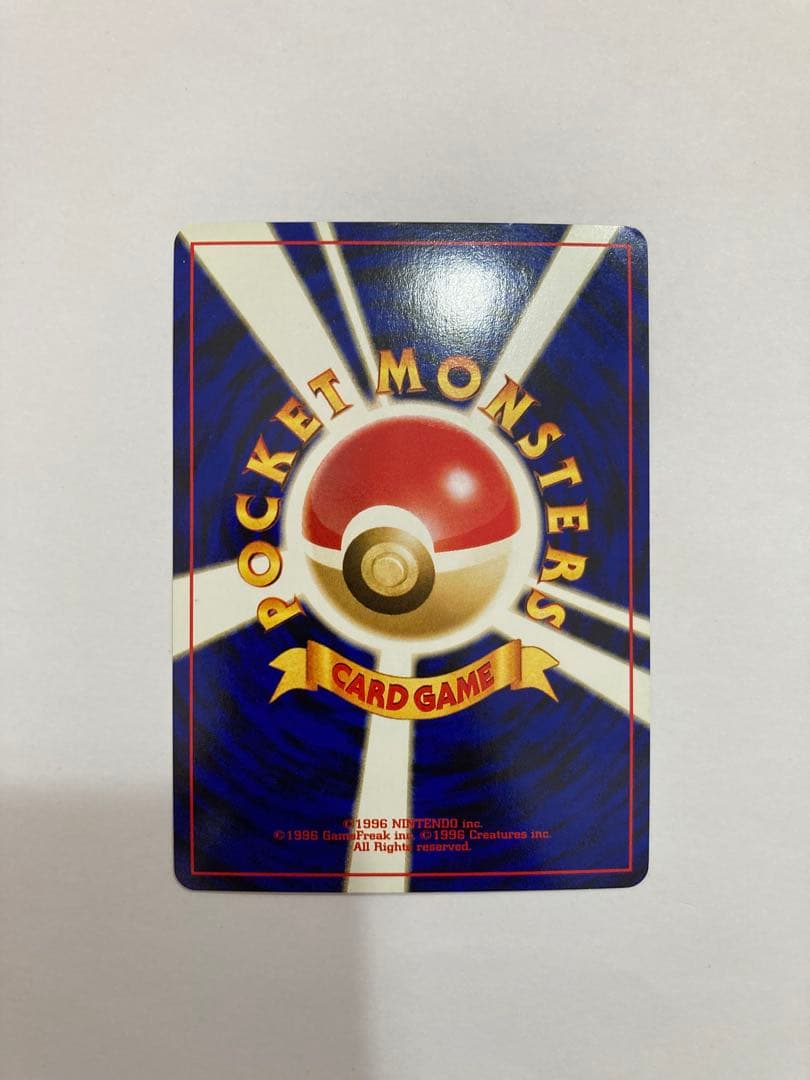 POCKET MONSTERS
CARD GAME
©1996 NINTENDO inc.
©1996 GameFreak inc. ©1996 Creatures inc.
All Rights reserved.